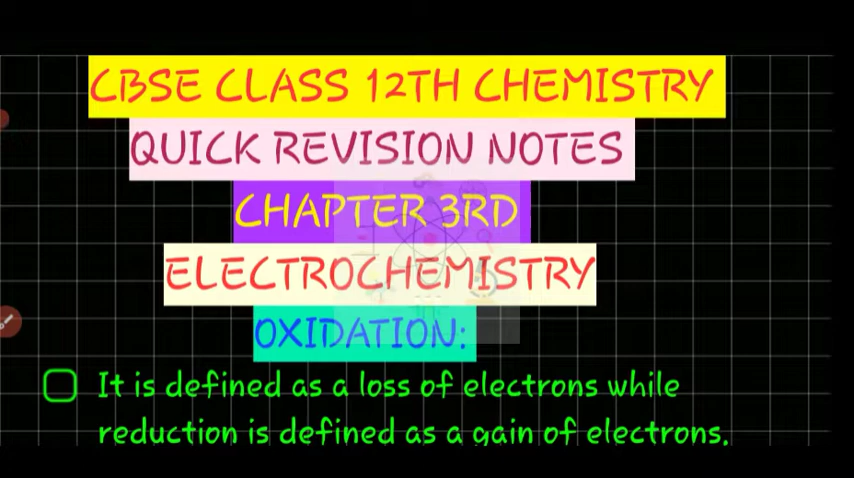 CBSE CLASS 12TH CHEMISTRY
QUICK REVISION NOTES
CHAPTER 3RD
ELECTROCHEMISTRY
OXIDATION:
It is defined as a loss of electrons while
reduction is defined as a gain of electrons.